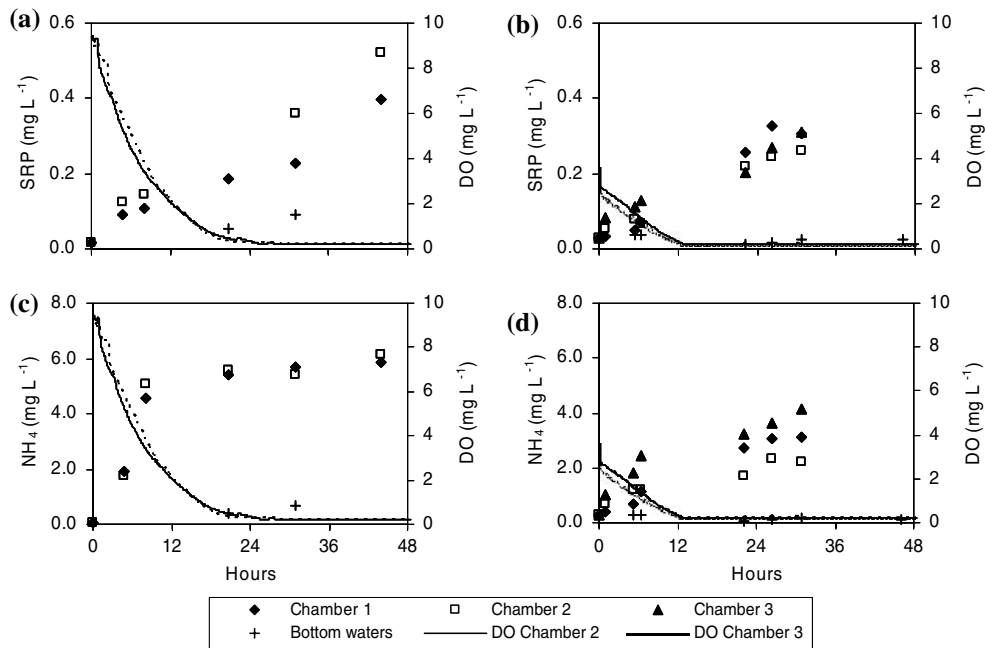 (a)
0.6
0.4
0.2
0.0
SRP (mg L⁻¹)
10
8
6
4
2
0
DO (mg L⁻¹)
(b)
0.6
0.4
0.2
0.0
SRP (mg L⁻¹)
10
8
6
4
2
0
DO (mg L⁻¹)
(c)
8.0
6.0
4.0
2.0
0.0
NH₄ (mg L⁻¹)
10
8
6
4
2
0
DO (mg L⁻¹)
0 12 24 36 48
Hours
(d)
8.0
6.0
4.0
2.0
0.0
NH₄ (mg L⁻¹)
10
8
6
4
2
0
DO (mg L⁻¹)
0 12 24 36 48
Hours
Chamber 1 Chamber 2 Chamber 3
Bottom waters DO Chamber 2 DO Chamber 3